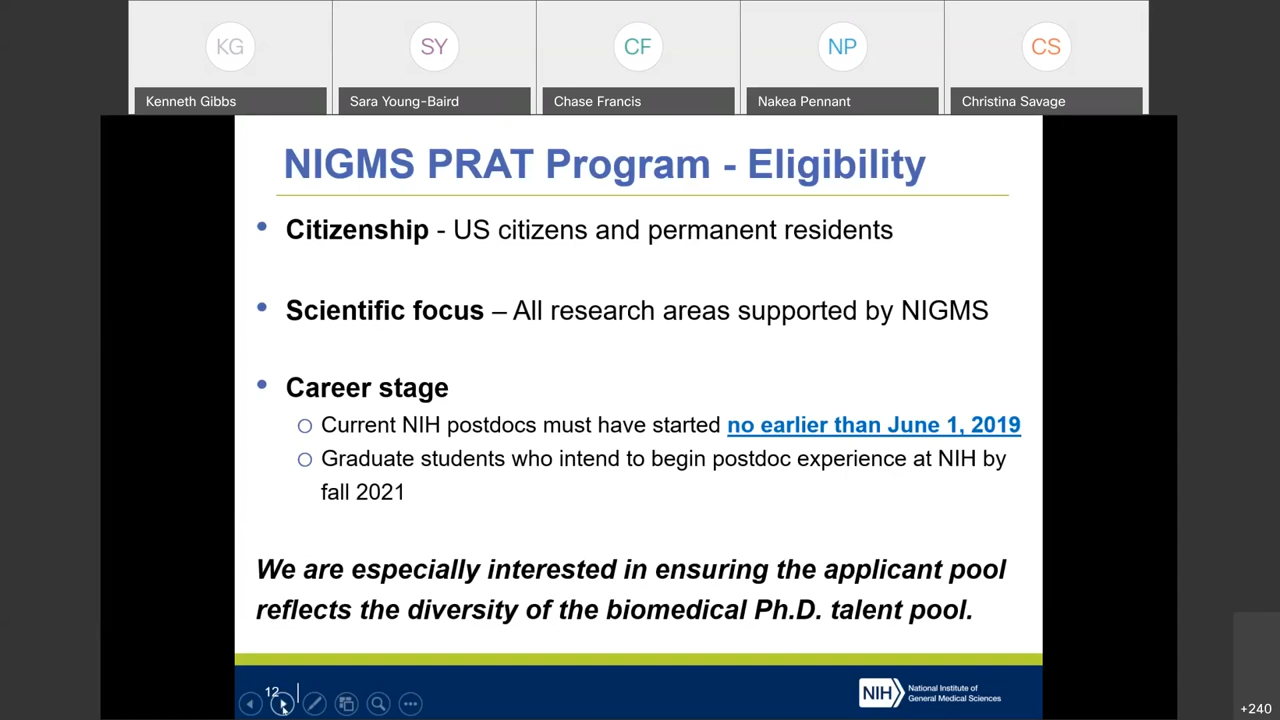 KG
SY
CF
NP
CS
Kenneth Gibbs
Sara Young-Baird
Chase Francis
Nakea Pennant
Christina Savage
NIGMS PRAT Program - Eligibility
• Citizenship - US citizens and permanent residents
• Scientific focus – All research areas supported by NIGMS
• Career stage
○ Current NIH postdocs must have started no earlier than June 1, 2019
○ Graduate students who intend to begin postdoc experience at NIH by
fall 2021
We are especially interested in ensuring the applicant pool
reflects the diversity of the biomedical Ph.D. talent pool.
12
NIH
National Institute of
General Medical Sciences
+240